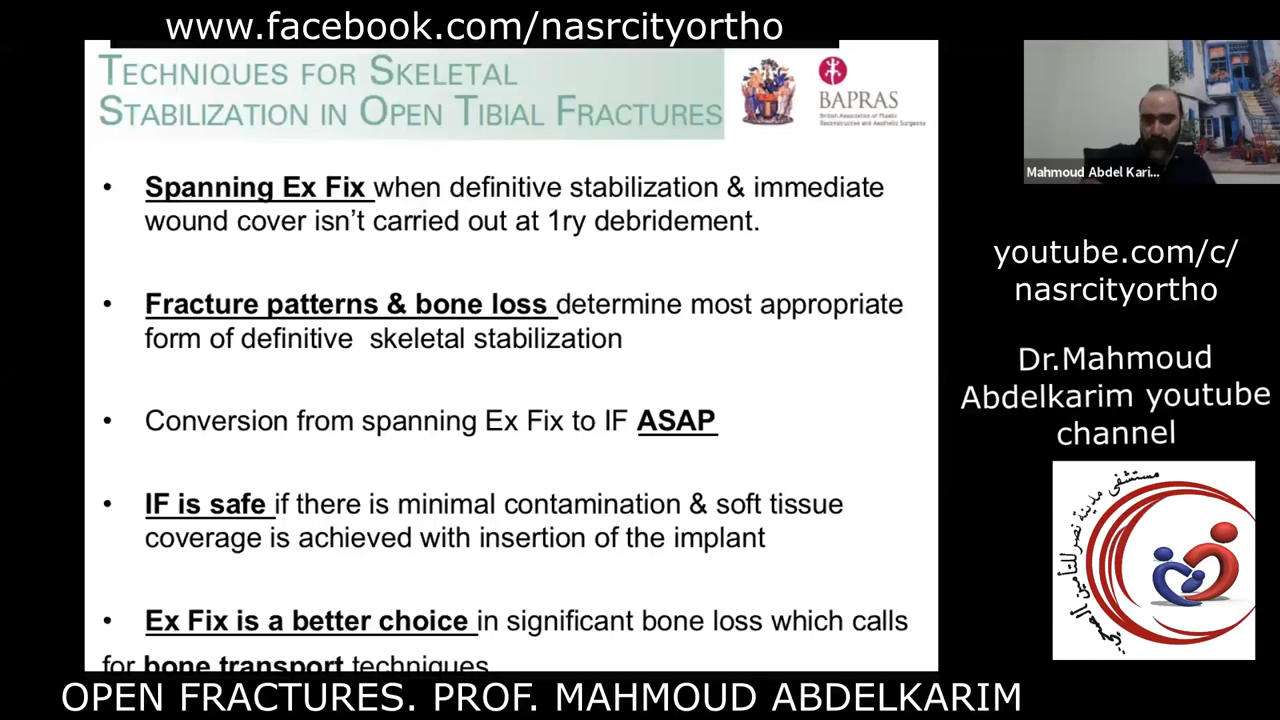 www.facebook.com/nasrcityortho
TECHNIQUES FOR SKELETAL
STABILIZATION IN OPEN TIBIAL FRACTURES
BAPRAS
British Association of Plastic
Reconstructive and Aesthetic Surgeons
• Spanning Ex Fix when definitive stabilization & immediate
wound cover isn't carried out at 1ry debridement.
• Fracture patterns & bone loss determine most appropriate
form of definitive skeletal stabilization
• Conversion from spanning Ex Fix to IF ASAP
• IF is safe if there is minimal contamination & soft tissue
coverage is achieved with insertion of the implant
• Ex Fix is a better choice in significant bone loss which calls
for bone transport techniques
Mahmoud Abdel Kari...
youtube.com/c/
nasrcityortho
Dr.Mahmoud
Abdelkarim youtube
channel
مستشفى مدينة نصر للتأمين الصحي
OPEN FRACTURES. PROF. MAHMOUD ABDELKARIM